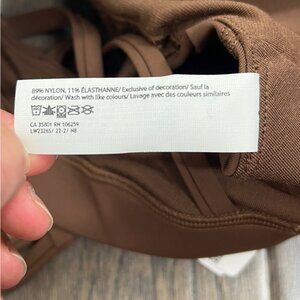 89% NYLON, 11% ÉLASTHANNE/ Exclusive of decoration/ Sauf la
décoration/ Wash with like colours/ Lavage avec des couleurs similaires
CA 35801 RN 106259
LW2326S/ 22-2/ N8